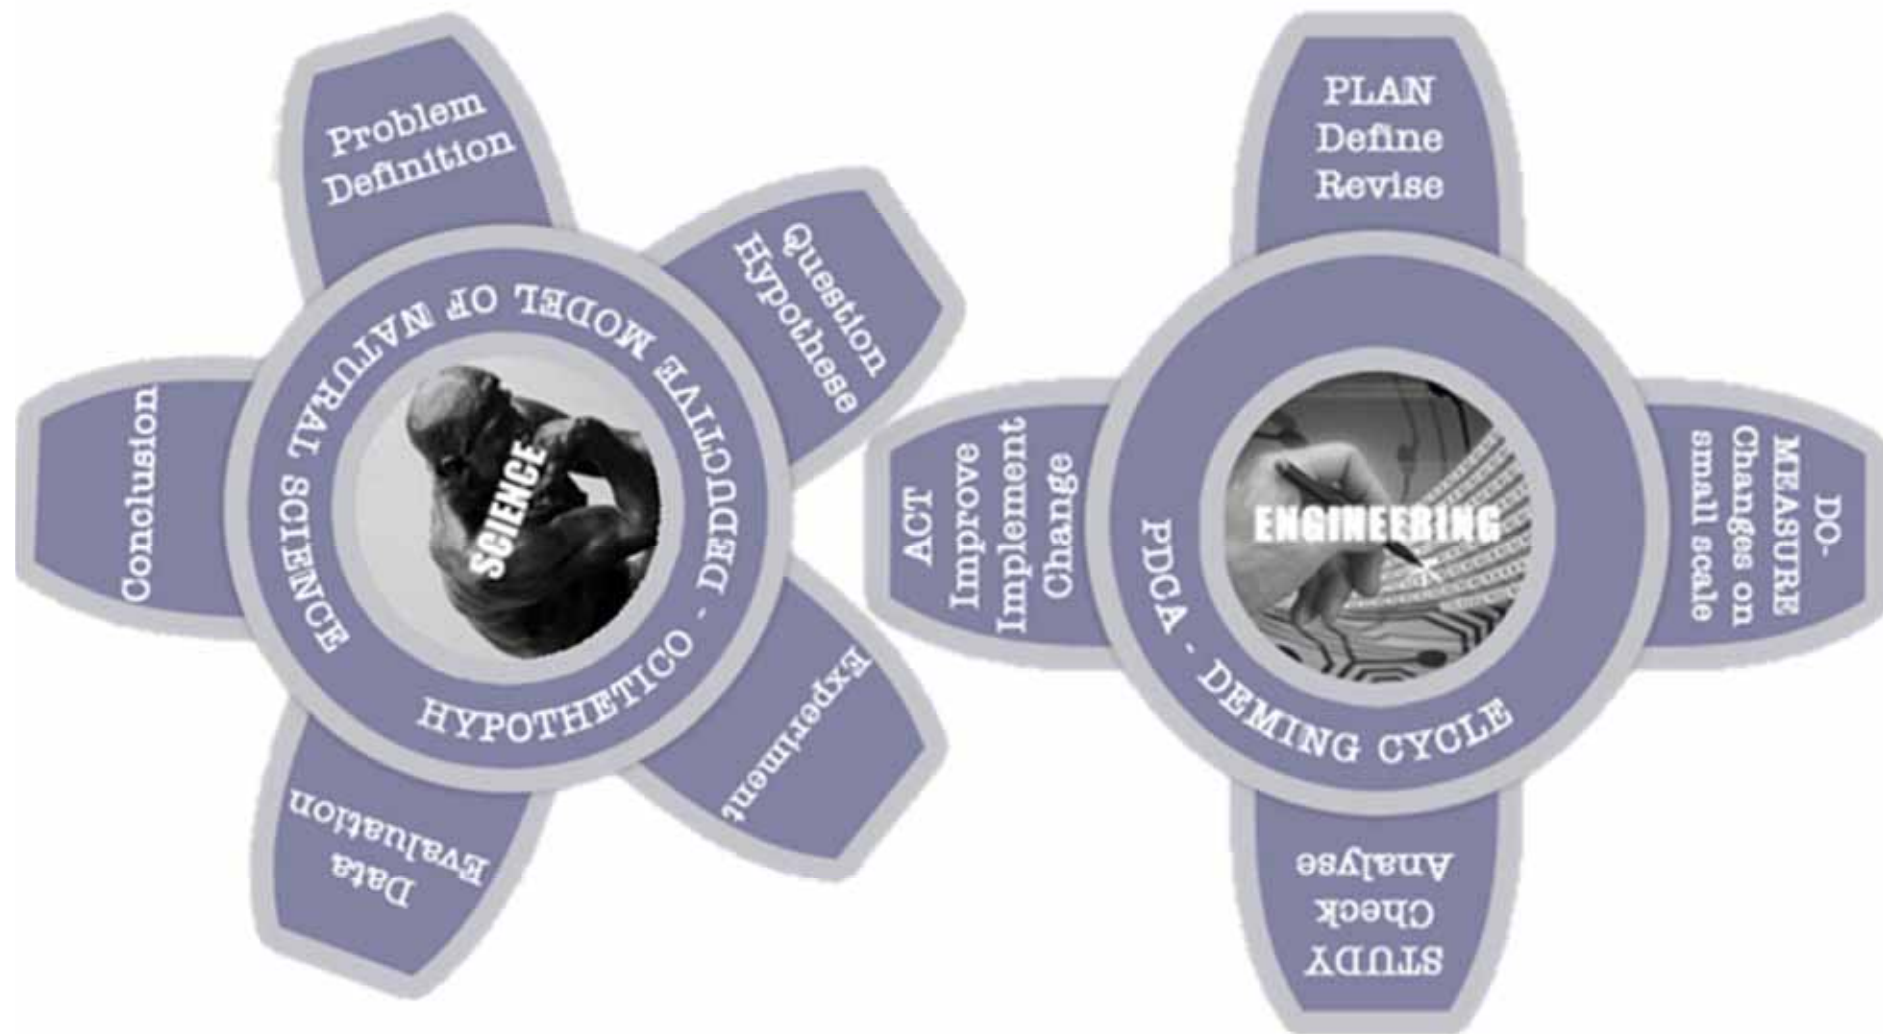 Problem
Definition
Question
Hypothese
Experiment
Data
Evaluation
Conclusion
HYPOTHETICO - DEDUCTIVE MODEL OF NATURAL SCIENCE
SCIENCE
PLAN
Define
Revise
DO-
MEASURE
Changes on
small scale
STUDY
Check
Analyse
ACT
Improve
Implement
Change
PDCA - DEMING CYCLE
ENGINEERING